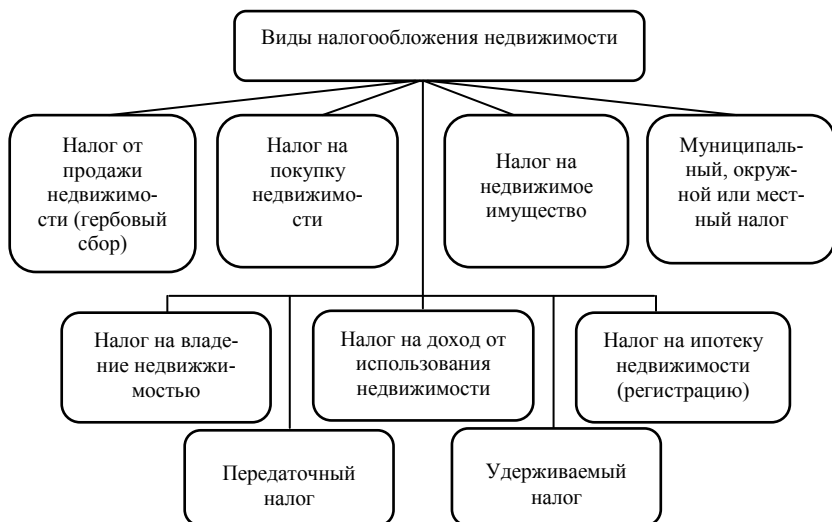 Виды налогообложения недвижимости
Налог от
продажи
недвижимо-
сти (гербовый
сбор)
Налог на
покупку
недвижимо-
сти
Налог на
недвижимое
имущество
Муниципаль-
ный, окруж-
ной или мест-
ный налог
Налог на владе-
ние недвижжи-
мостью
Налог на доход от
использования
недвижимости
Налог на ипотеку
недвижимости
(регистрацию)
Передаточный
налог
Удерживаемый
налог